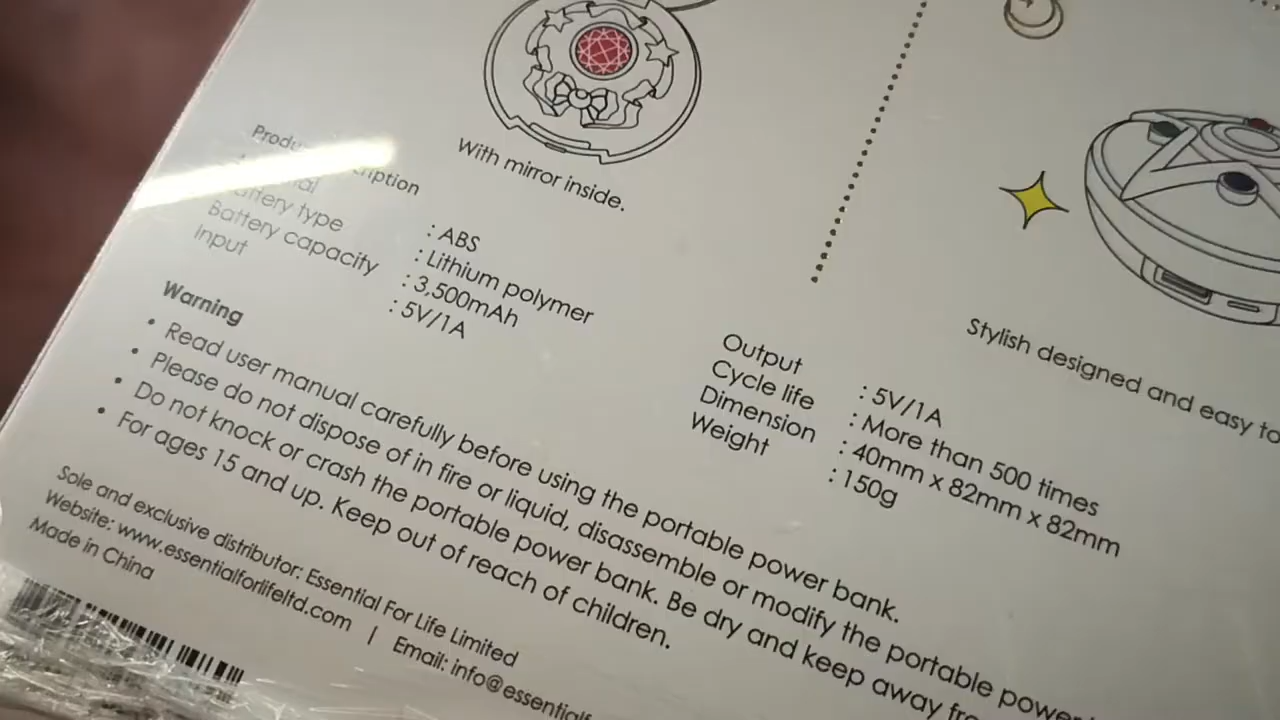 With mirror inside.
Battery type
Battery capacity
Input
: ABS
: Lithium polymer
: 3,500mAh
: 5V/1A
Output
Cycle life
Dimension
Weight
: 5V/1A
: More than 500 times
: 40mm x 82mm x 82mm
: 150g
Stylish designed and easy to
Warning
• Read user manual carefully before using the portable power bank.
• Please do not dispose of in fire or liquid, disassemble or modify the portable power
• Do not knock or crash the portable power bank. Be dry and keep away
• For ages 15 and up. Keep out of reach of children.
Sole and exclusive distributor: Essential For Life Limited
Website: www.essentialforlifeltd.com | Email: info@essential
Made in China